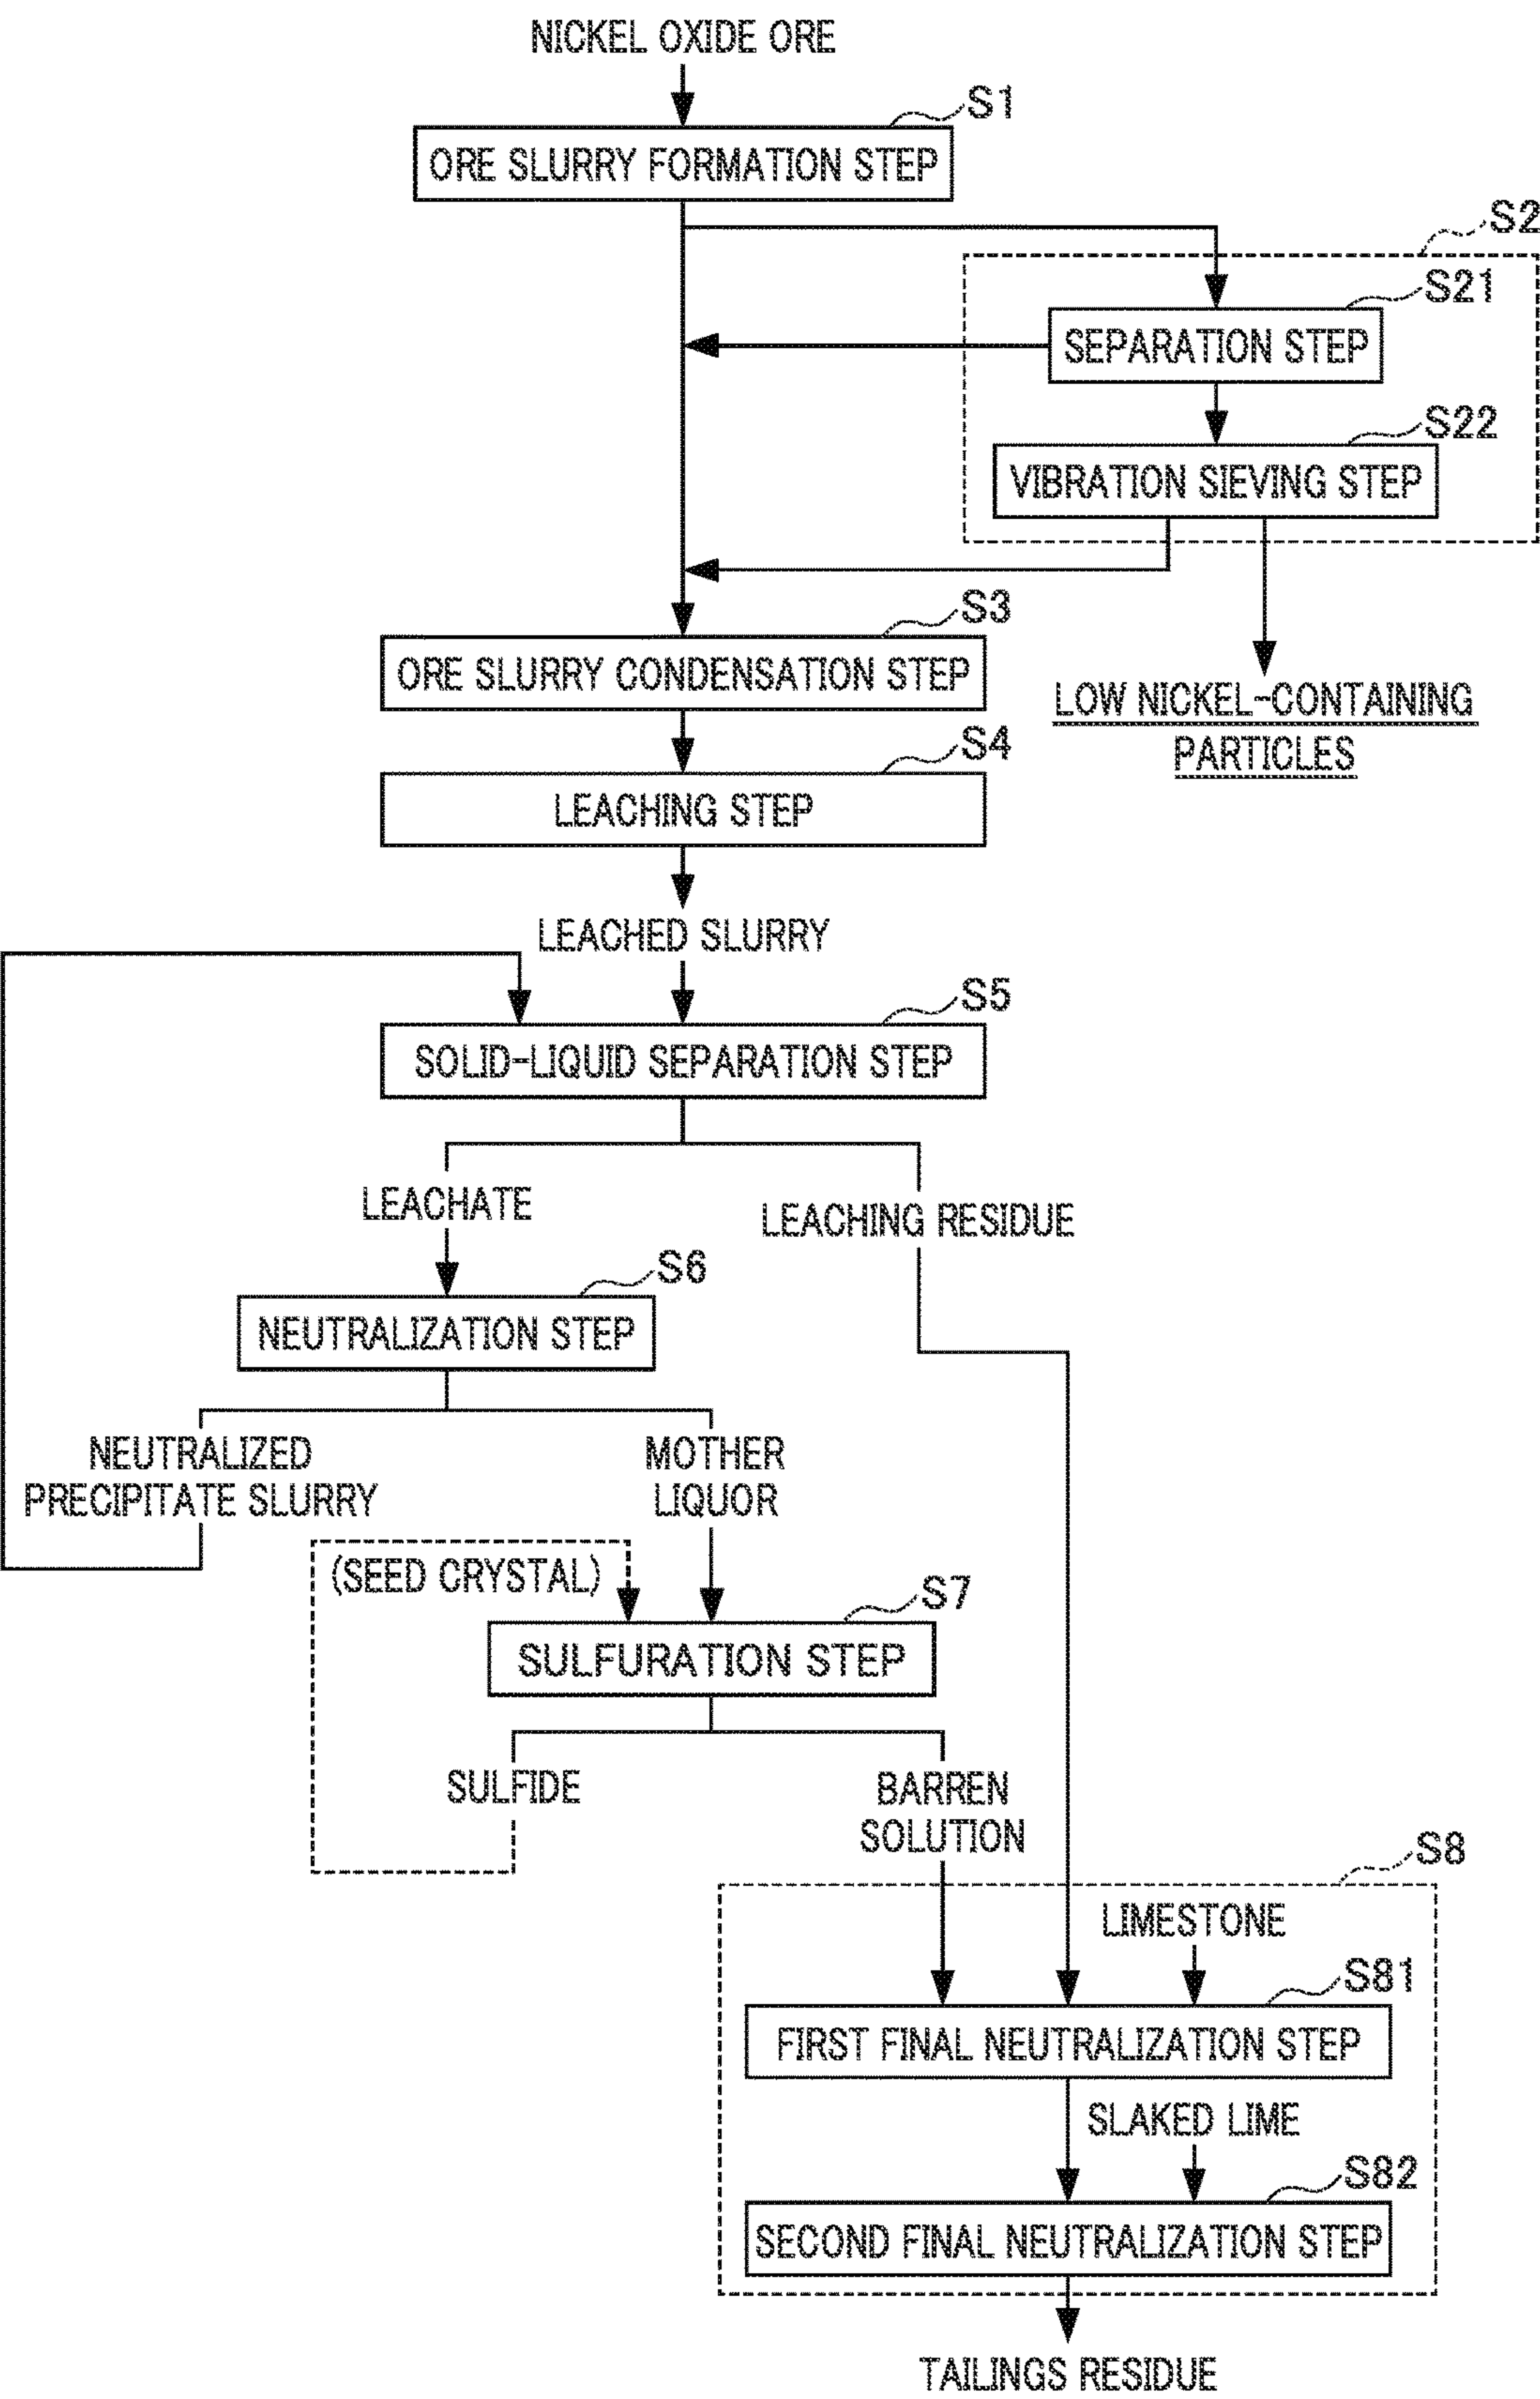 NICKEL OXIDE ORE
S1
ORE SLURRY FORMATION STEP
S2
S21
SEPARATION STEP
S22
VIBRATION SIEVING STEP
S3
ORE SLURRY CONDENSATION STEP
LOW NICKEL-CONTAINING
PARTICLES
S4
LEACHING STEP
LEACHED SLURRY
S5
SOLID-LIQUID SEPARATION STEP
LEACHATE
LEACHING RESIDUE
S6
NEUTRALIZATION STEP
NEUTRALIZED
PRECIPITATE SLURRY
MOTHER
LIQUOR
(SEED CRYSTAL)
S7
SULFURATION STEP
SULFIDE
BARREN
SOLUTION
S8
LIMESTONE
S81
FIRST FINAL NEUTRALIZATION STEP
SLAKED LIME
S82
SECOND FINAL NEUTRALIZATION STEP
TAILINGS RESIDUE